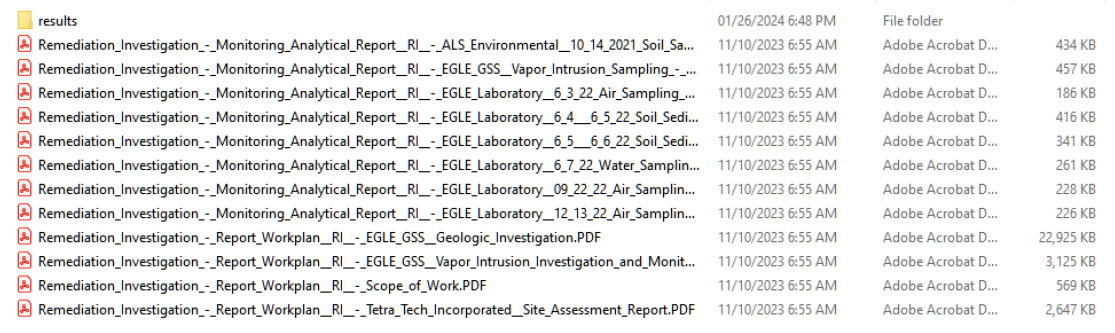 results 01/26/2024 6:48 PM File folder
Remediation_Investigation_-_Monitoring_Analytical_Report__RI__-_ALS_Environmental__10_14_2021_Soil_Sa... 11/10/2023 6:55 AM Adobe Acrobat D... 434 KB
Remediation_Investigation_-_Monitoring_Analytical_Report__RI__-_EGLE_GSS__Vapor_Intrusion_Sampling_-_... 11/10/2023 6:55 AM Adobe Acrobat D... 457 KB
Remediation_Investigation_-_Monitoring_Analytical_Report__RI__-_EGLE_Laboratory__6_3_22_Air_Sampling_... 11/10/2023 6:55 AM Adobe Acrobat D... 186 KB
Remediation_Investigation_-_Monitoring_Analytical_Report__RI__-_EGLE_Laboratory__6_4___6_5_22_Soil_Sedi... 11/10/2023 6:55 AM Adobe Acrobat D... 416 KB
Remediation_Investigation_-_Monitoring_Analytical_Report__RI__-_EGLE_Laboratory__6_5___6_6_22_Soil_Sedi... 11/10/2023 6:55 AM Adobe Acrobat D... 341 KB
Remediation_Investigation_-_Monitoring_Analytical_Report__RI__-_EGLE_Laboratory__6_7_22_Water_Samplin... 11/10/2023 6:55 AM Adobe Acrobat D... 261 KB
Remediation_Investigation_-_Monitoring_Analytical_Report__RI__-_EGLE_Laboratory__09_22_22_Air_Samplin... 11/10/2023 6:55 AM Adobe Acrobat D... 228 KB
Remediation_Investigation_-_Monitoring_Analytical_Report__RI__-_EGLE_Laboratory__12_13_22_Air_Samplin... 11/10/2023 6:55 AM Adobe Acrobat D... 226 KB
Remediation_Investigation_-_Report_Workplan__RI__-_EGLE_GSS__Geologic_Investigation.PDF 11/10/2023 6:55 AM Adobe Acrobat D... 22,925 KB
Remediation_Investigation_-_Report_Workplan__RI__-_EGLE_GSS__Vapor_Intrusion_Investigation_and_Monit... 11/10/2023 6:55 AM Adobe Acrobat D... 3,125 KB
Remediation_Investigation_-_Report_Workplan__RI__-_Scope_of_Work.PDF 11/10/2023 6:55 AM Adobe Acrobat D... 569 KB
Remediation_Investigation_-_Report_Workplan__RI__-_Tetra_Tech_Incorporated__Site_Assessment_Report.PDF 11/10/2023 6:55 AM Adobe Acrobat D... 2,647 KB